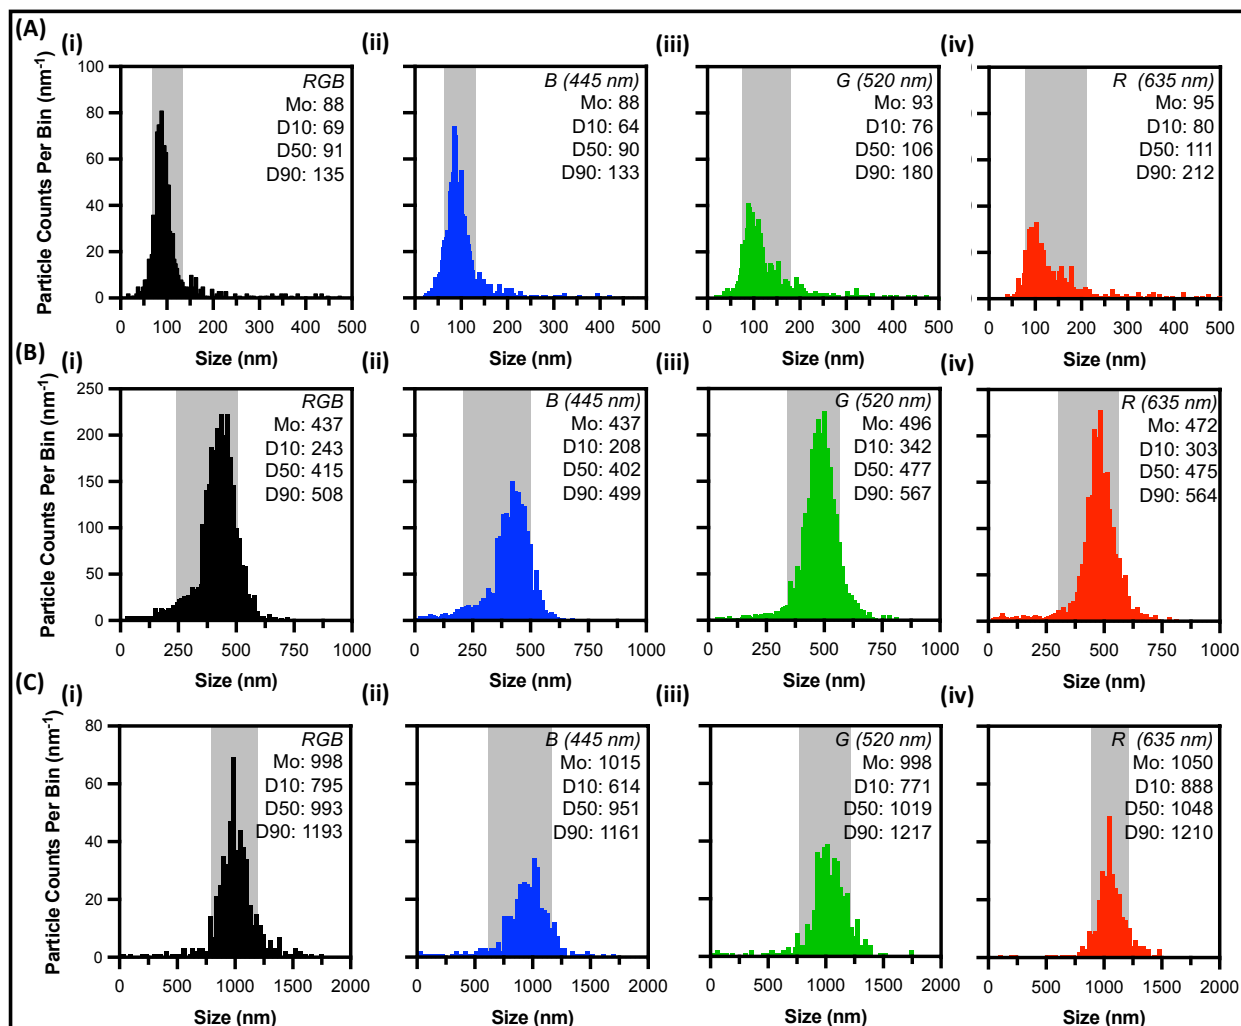 (A)
(i)
(ii)
(iii)
(iv)
Particle Counts Per Bin (nm-1)
100
80
60
40
20
0
RGB
Mo: 88
D10: 69
D50: 91
D90: 135
B (445 nm)
Mo: 88
D10: 64
D50: 90
D90: 133
G (520 nm)
Mo: 93
D10: 76
D50: 106
D90: 180
R (635 nm)
Mo: 95
D10: 80
D50: 111
D90: 212
0 100 200 300 400 500
0 100 200 300 400 500
0 100 200 300 400 500
0 100 200 300 400 500
Size (nm)
Size (nm)
Size (nm)
Size (nm)
(B)
(i)
(ii)
(iii)
(iv)
Particle Counts Per Bin (nm-1)
250
200
150
100
50
0
RGB
Mo: 437
D10: 243
D50: 415
D90: 508
B (445 nm)
Mo: 437
D10: 208
D50: 402
D90: 499
G (520 nm)
Mo: 496
D10: 342
D50: 477
D90: 567
R (635 nm)
Mo: 472
D10: 303
D50: 475
D90: 564
0 250 500 750 1000
0 250 500 750 1000
0 250 500 750 1000
0 250 500 750 1000
Size (nm)
Size (nm)
Size (nm)
Size (nm)
(C)
(i)
(ii)
(iii)
(iv)
Particle Counts Per Bin (nm-1)
80
60
40
20
0
RGB
Mo: 998
D10: 795
D50: 993
D90: 1193
B (445 nm)
Mo: 1015
D10: 614
D50: 951
D90: 1161
G (520 nm)
Mo: 998
D10: 771
D50: 1019
D90: 1217
R (635 nm)
Mo: 1050
D10: 888
D50: 1048
D90: 1210
0 500 1000 1500 2000
0 500 1000 1500 2000
0 500 1000 1500 2000
0 500 1000 1500 2000
Size (nm)
Size (nm)
Size (nm)
Size (nm)